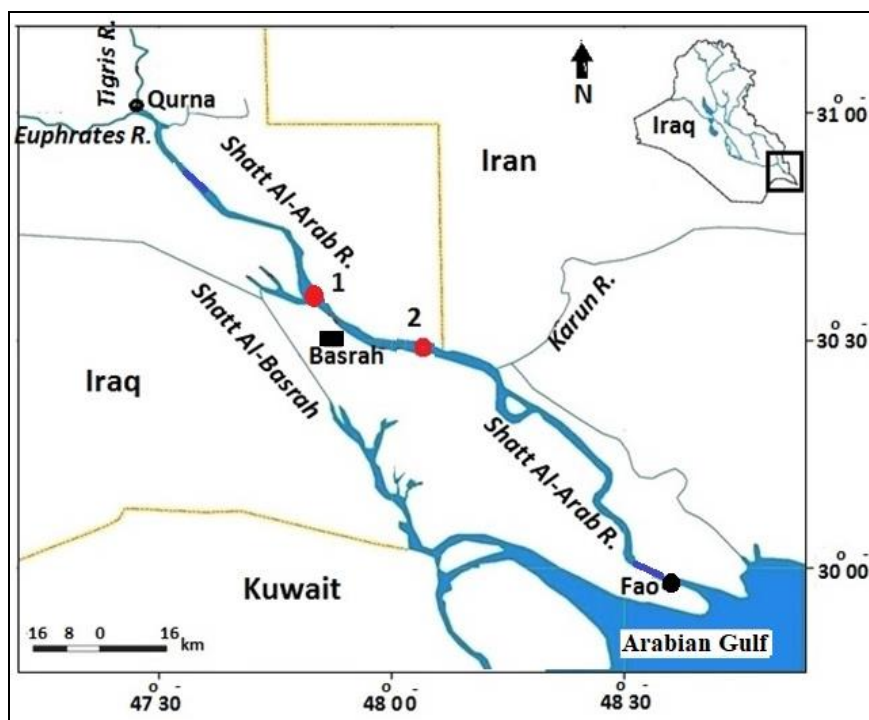 Tigris R.
Qurna
Euphrates R.
N
Iraq
31 00
Iran
Shatt Al-Arab R.
1
2
Karun R.
Shatt Al-Basrah
Basrah
30 30
Iraq
Shatt Al-Arab R.
Kuwait
Fao
30 00
Arabian Gulf
16 8 0 16
km
47 30
48 00
48 30